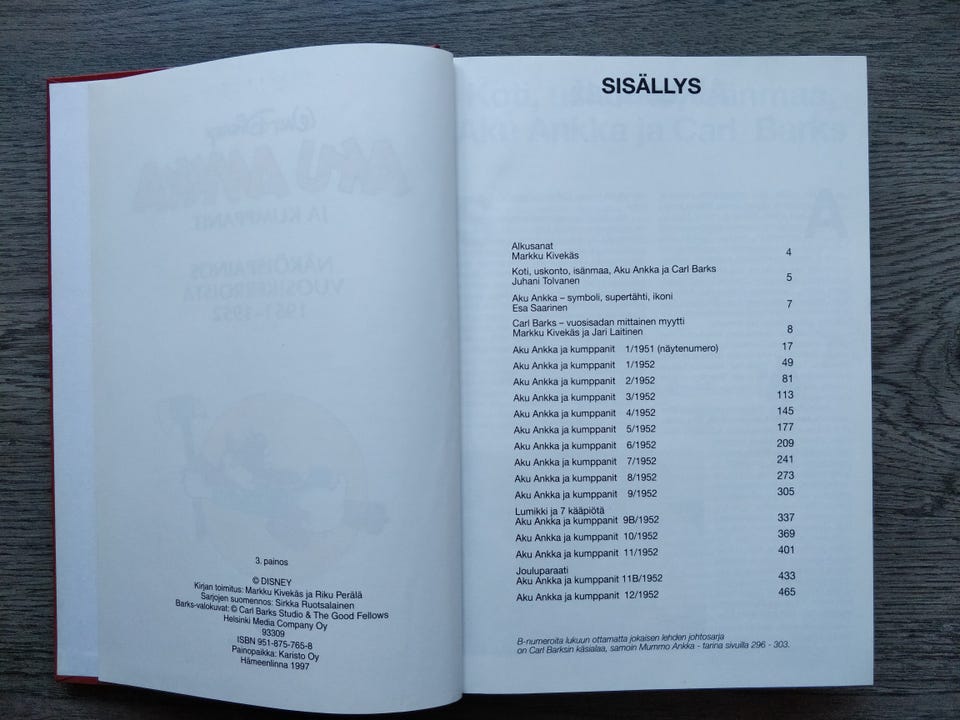 3. painos
© DISNEY
Kirjan toimitus: Markku Kivekäs ja Riku Perälä
Sarjojen suomennos: Sirkka Ruotsalainen
Barks-valokuvat: © Carl Barks Studio & The Good Fellows
Helsinki Media Company Oy
93309
ISBN 951-875-765-8
Painopaikka: Karisto Oy
Hämeenlinna 1997
SISÄLLYS
Alkusanat
Markku Kivekäs 4
Koti, uskonto, isänmaa, Aku Ankka ja Carl Barks
Juhani Tolvanen 5
Aku Ankka – symboli, supertähti, ikoni
Esa Saarinen 7
Carl Barks – vuosisadan mittainen myytti
Markku Kivekäs ja Jari Laitinen 8
Aku Ankka ja kumppanit 1/1951 (näytenumero) 17
Aku Ankka ja kumppanit 1/1952 49
Aku Ankka ja kumppanit 2/1952 81
Aku Ankka ja kumppanit 3/1952 113
Aku Ankka ja kumppanit 4/1952 145
Aku Ankka ja kumppanit 5/1952 177
Aku Ankka ja kumppanit 6/1952 209
Aku Ankka ja kumppanit 7/1952 241
Aku Ankka ja kumppanit 8/1952 273
Aku Ankka ja kumppanit 9/1952 305
Lumikki ja 7 kääpiötä
Aku Ankka ja kumppanit 9B/1952 337
Aku Ankka ja kumppanit 10/1952 369
Aku Ankka ja kumppanit 11/1952 401
Jouluparaati
Aku Ankka ja kumppanit 11B/1952 433
Aku Ankka ja kumppanit 12/1952 465
B-numeroita lukuun ottamatta jokaisen lehden johtosarja
on Carl Barksin käsialaa, samoin Mummo Ankka - tarina sivuilla 296 - 303.